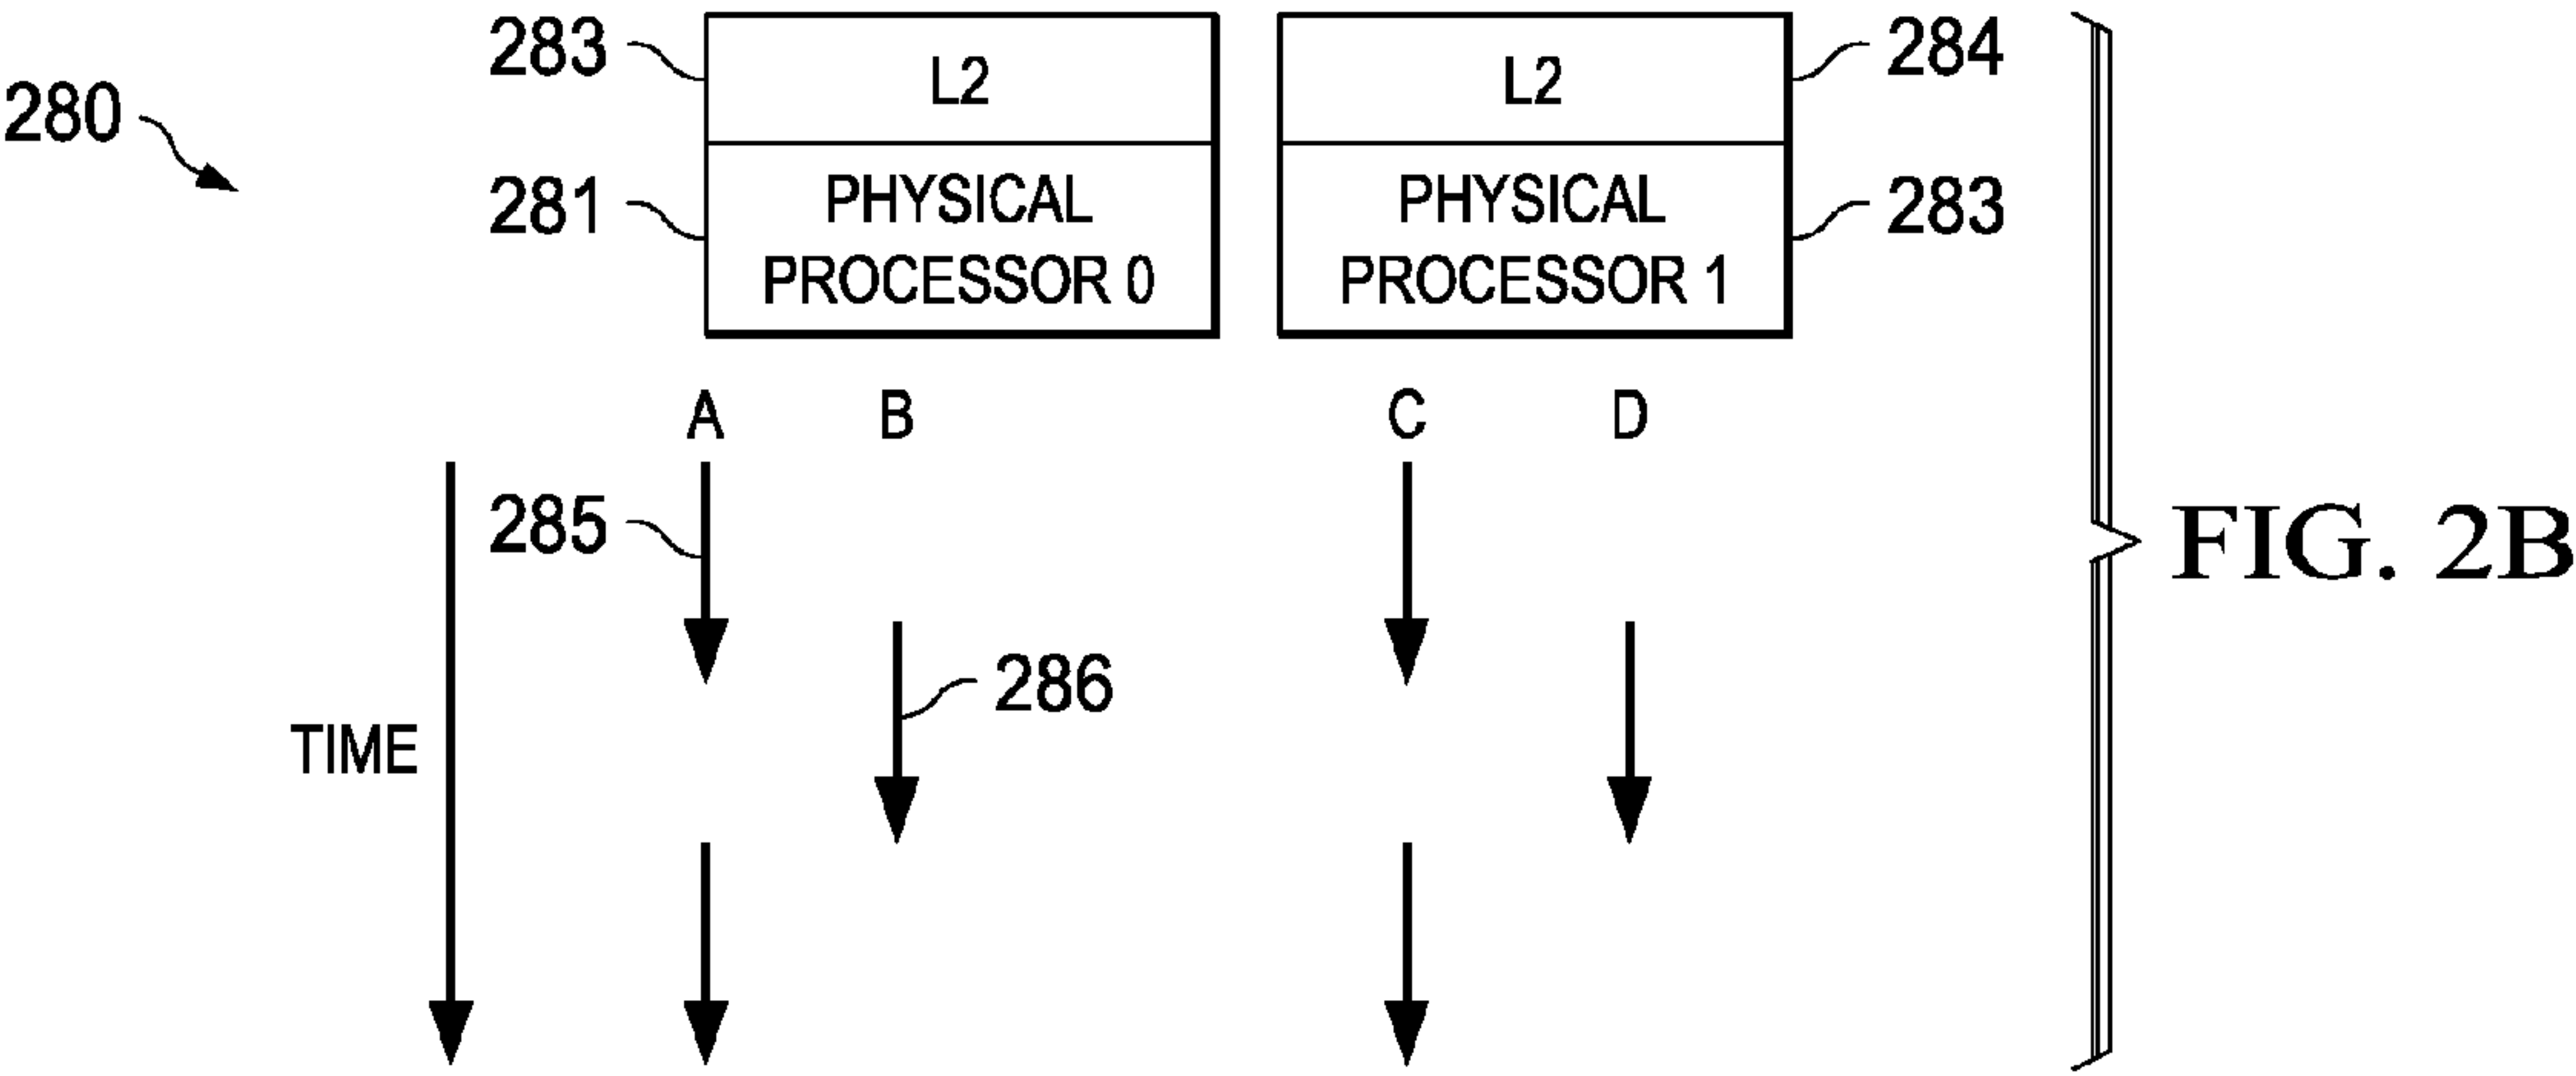 283
L2
L2
284
280
281
PHYSICAL
PROCESSOR 0
PHYSICAL
PROCESSOR 1
283
A
B
C
D
285
286
TIME
FIG. 2B